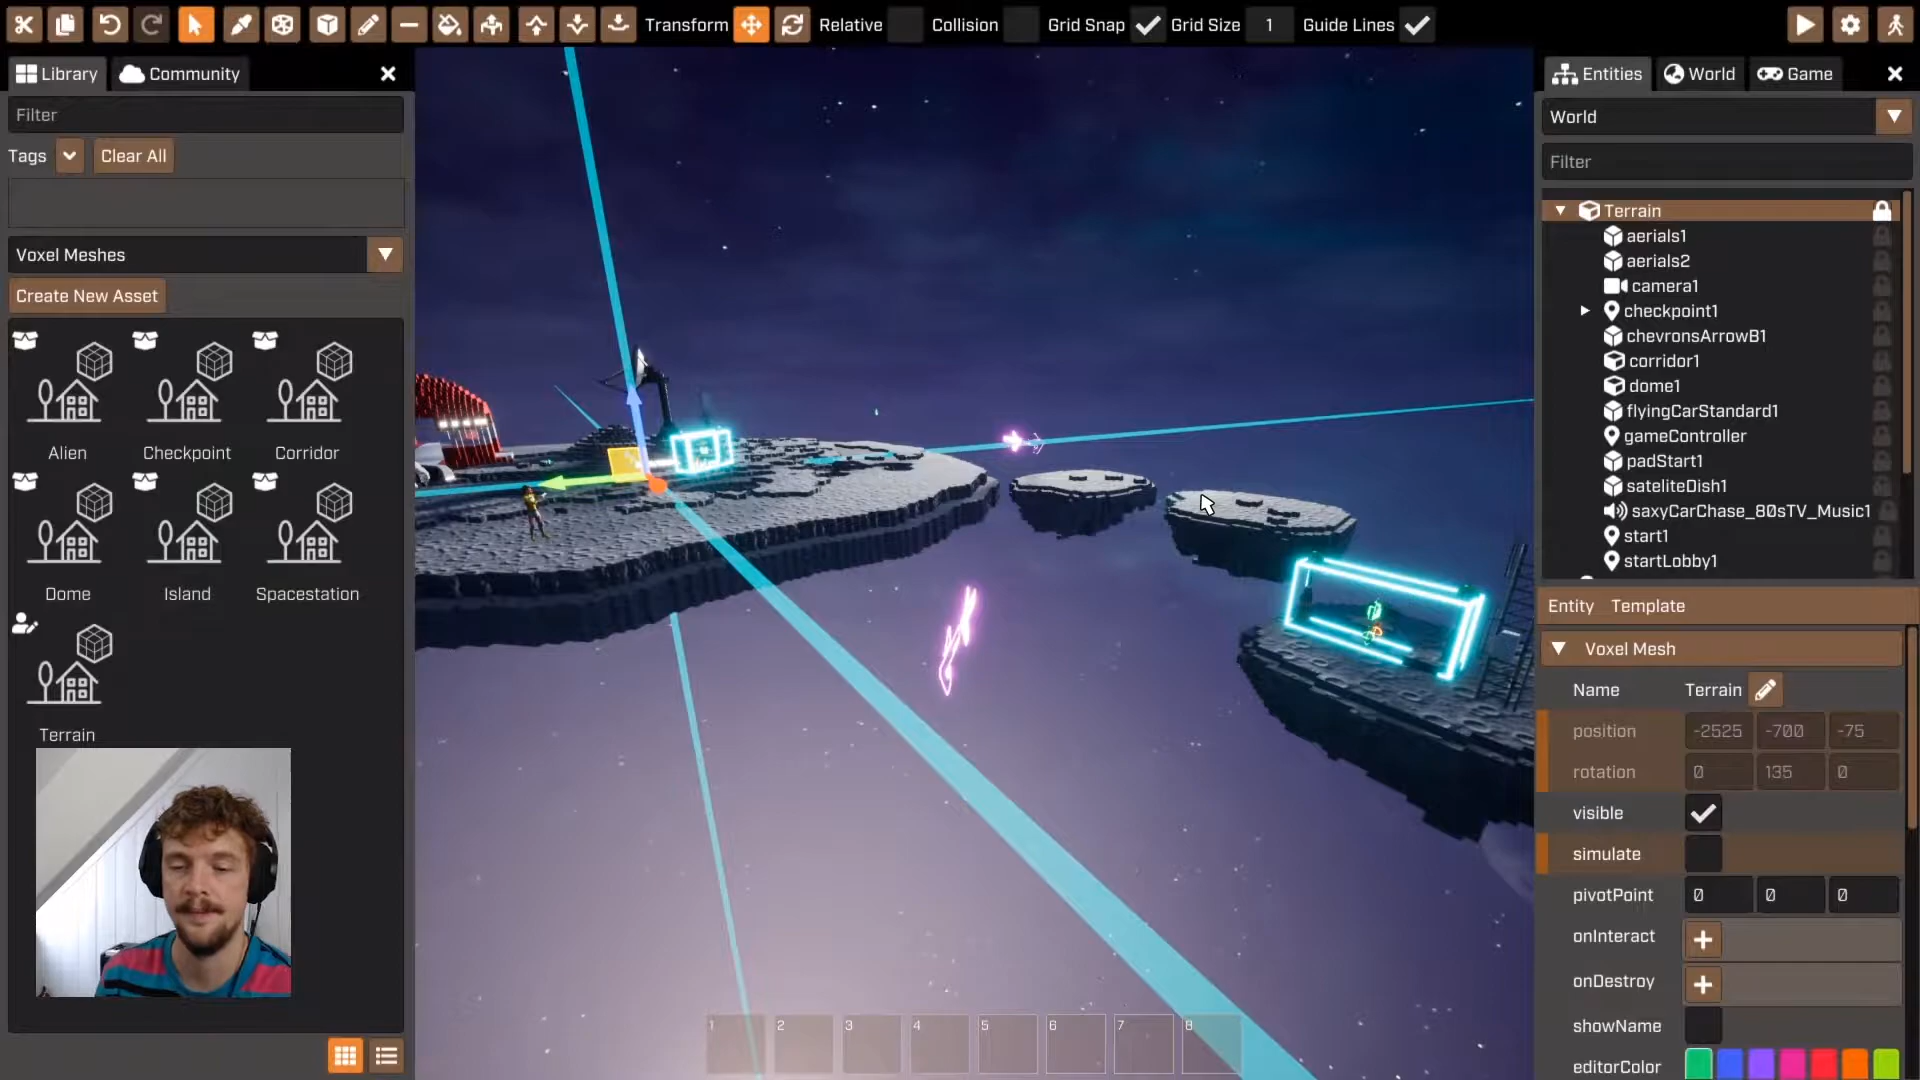 Transform Relative Collision Grid Snap Grid Size 1 Guide Lines
Library Community
Filter
Tags Clear All
Voxel Meshes
Create New Asset
Alien Checkpoint Corridor
Dome Island Spacestation
Terrain
1 2 3 4 5 6 7 8
Entities World Game
World
Filter
Terrain
aerials1
aerials2
camera1
checkpoint1
chevronsArrowB1
corridor1
dome1
flyingCarStandard1
gameController
padStart1
sateliteDish1
saxyCarChase_80sTV_Music1
start1
startLobby1
Entity Template
Voxel Mesh
Name Terrain
position -2525 -700 -75
rotation 0 135 0
visible
simulate
pivotPoint 0 0 0
onInteract
onDestroy
showName
editorColor